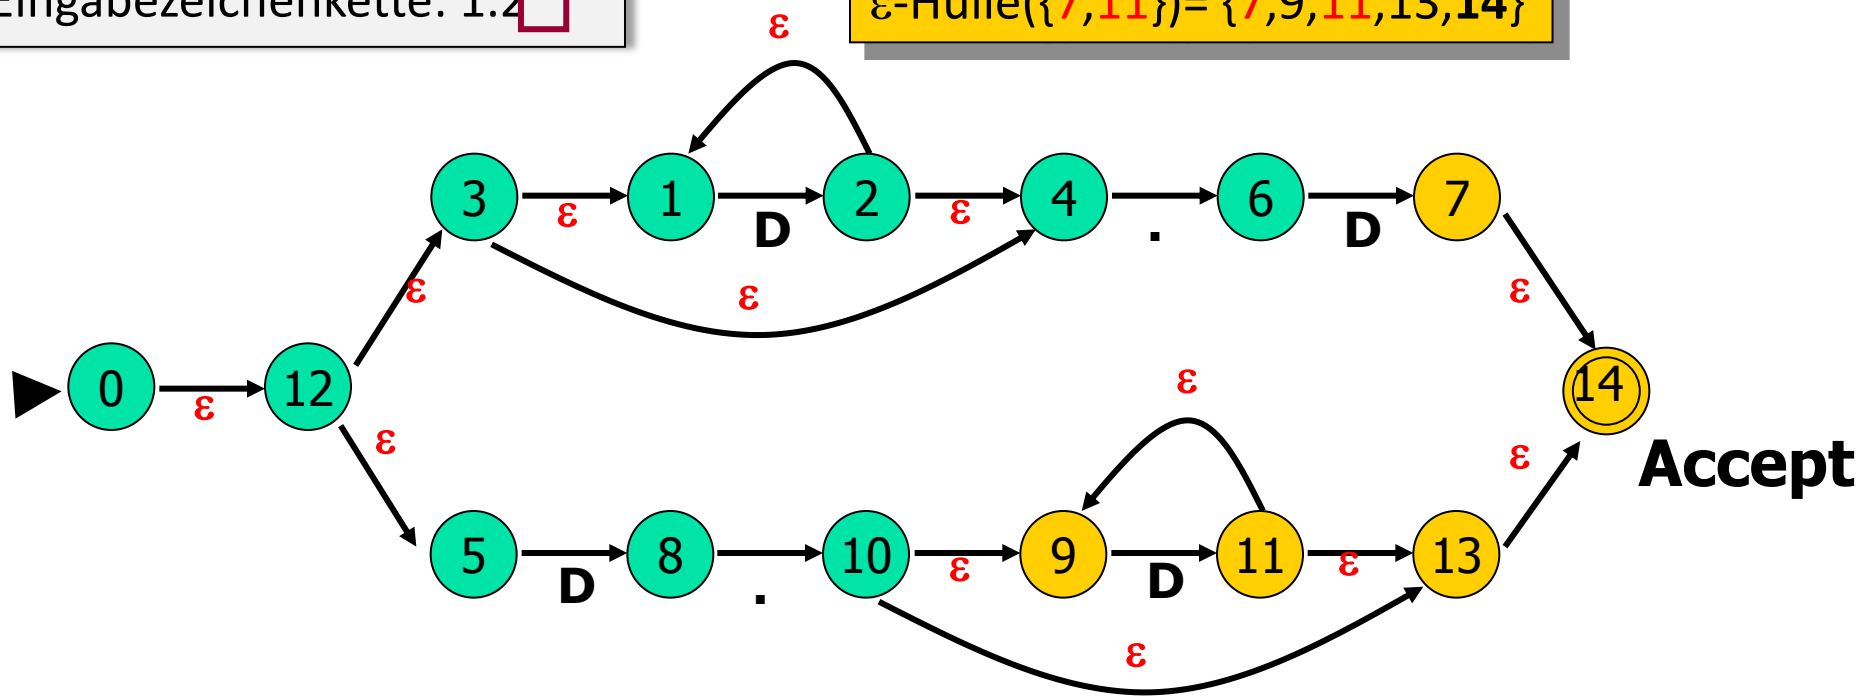 Eingabezeichenkette: 1.2
ε-Hülle({7,11})= {7,9,11,13,14}
ε
3 ε 1 D 2 ε 4 . 6 D 7
ε ε ε
0 ε 12 14
ε ε ε
Accept
5 D 8 . 10 ε 9 D 11 ε 13
ε